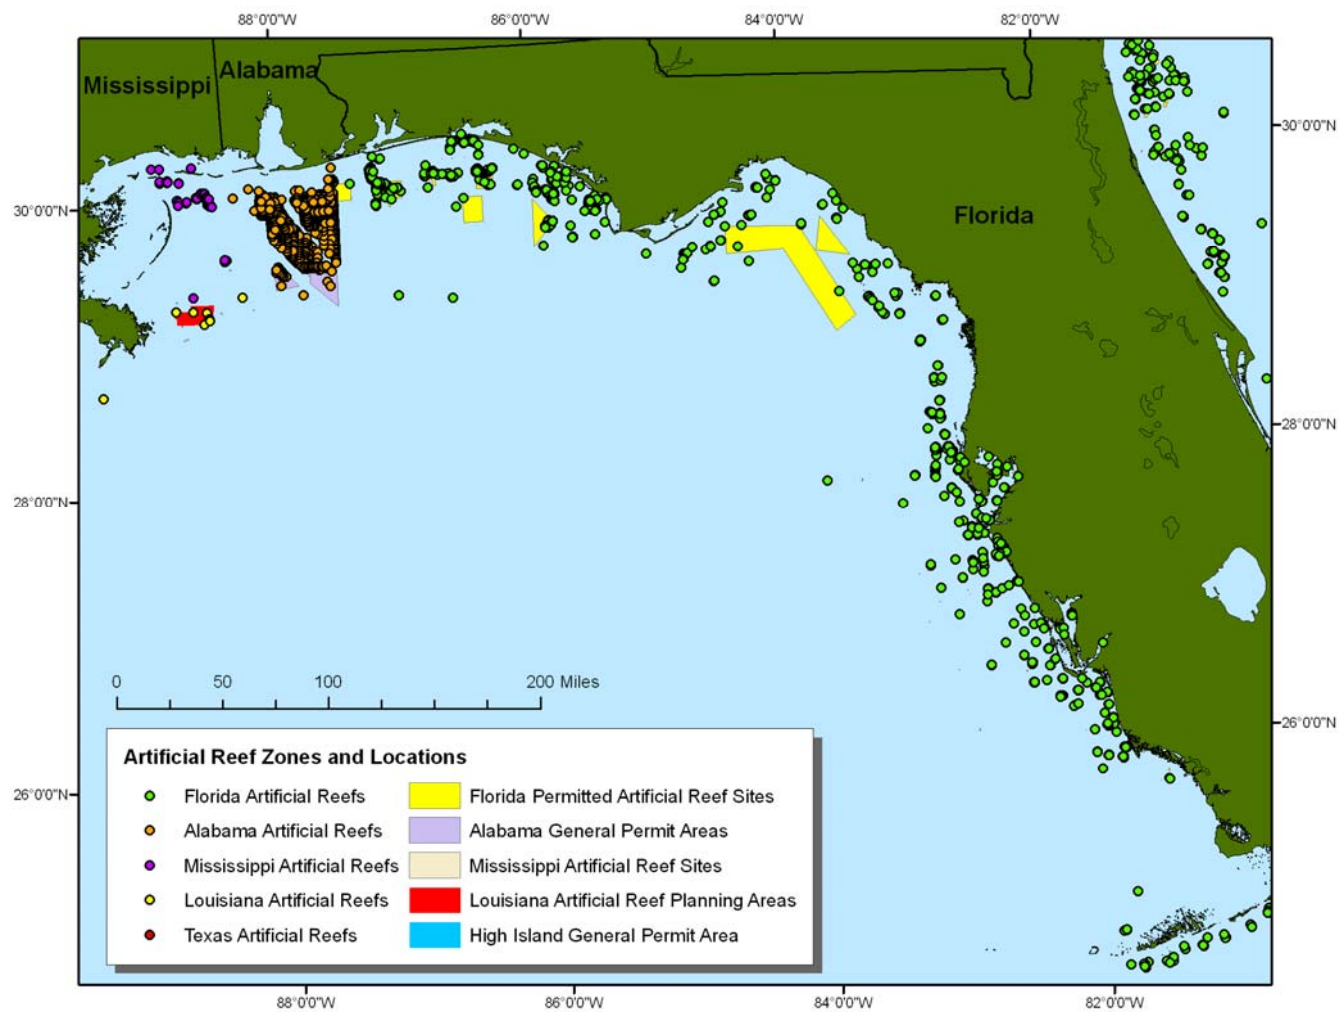 88°0'0"W 86°0'0"W 84°0'0"W 82°0'0"W
Mississippi
Alabama
30°0'0"N
30°0'0"N
Florida
28°0'0"N
28°0'0"N
0 50 100 200 Miles
26°0'0"N
26°0'0"N
Artificial Reef Zones and Locations
Florida Artificial Reefs
Florida Permitted Artificial Reef Sites
Alabama Artificial Reefs
Alabama General Permit Areas
Mississippi Artificial Reefs
Mississippi Artificial Reef Sites
Louisiana Artificial Reefs
Louisiana Artificial Reef Planning Areas
Texas Artificial Reefs
High Island General Permit Area
88°0'0"W 86°0'0"W 84°0'0"W 82°0'0"W